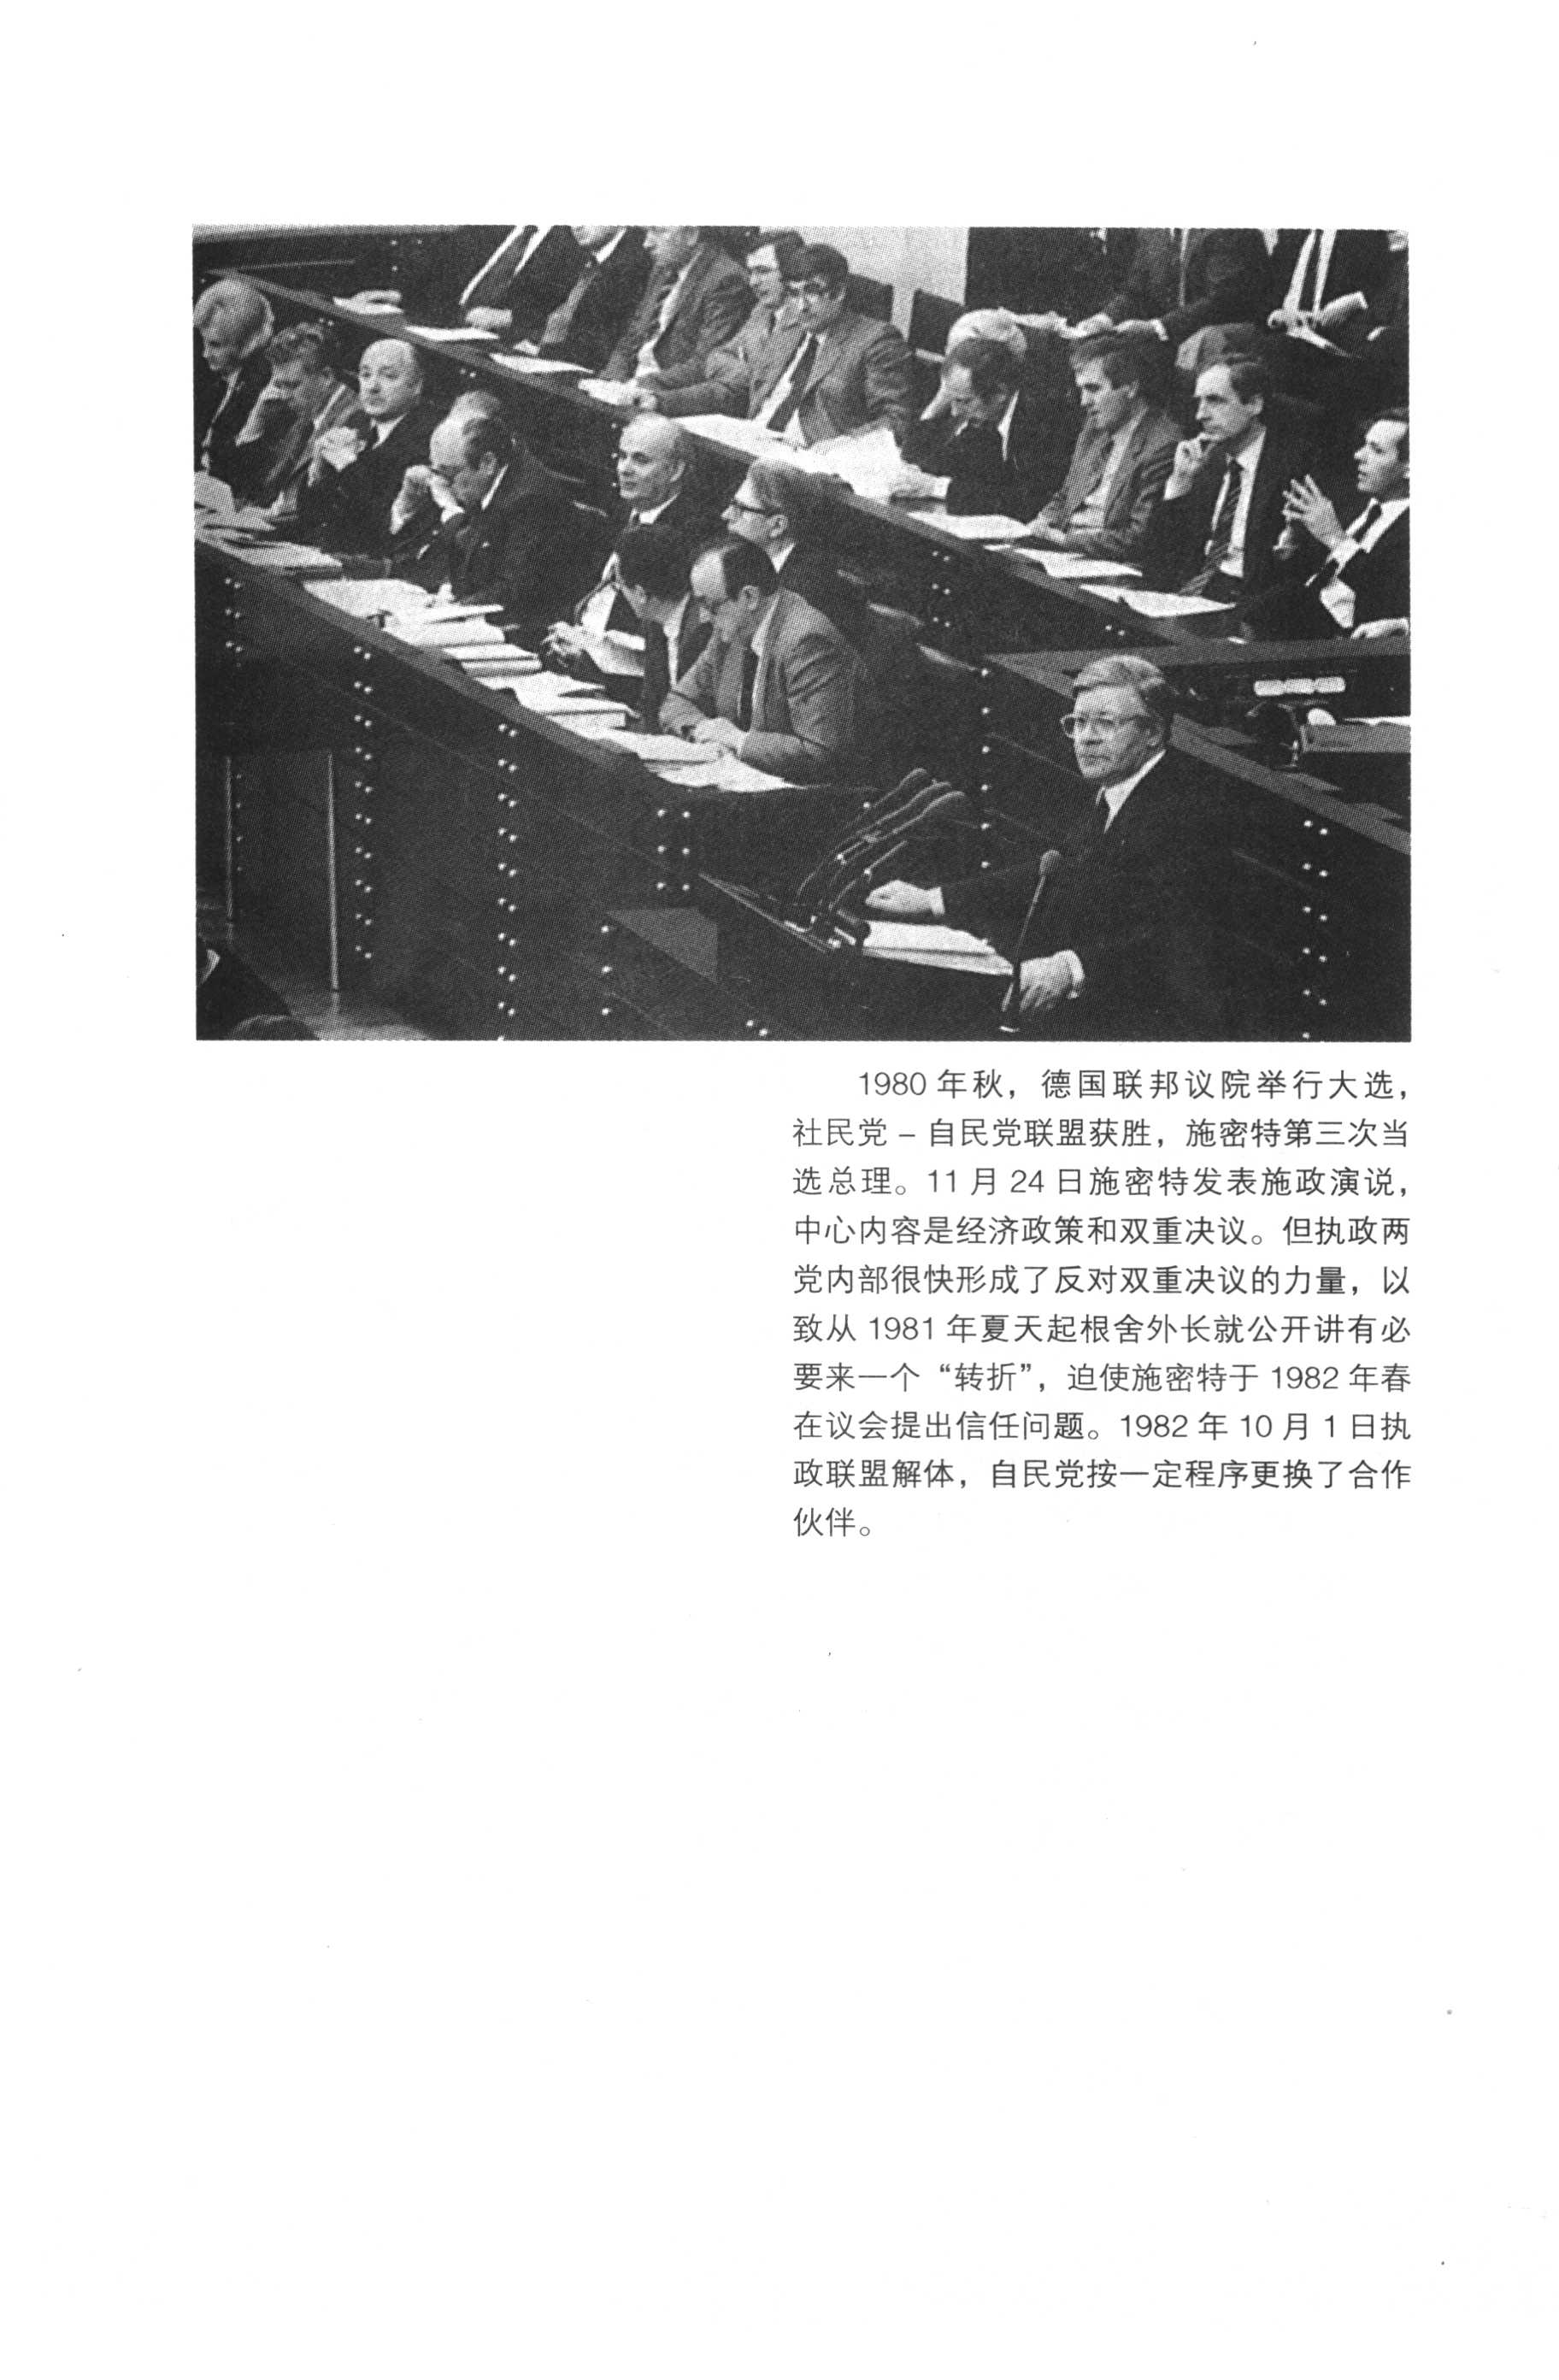 1980 年秋，德国联邦议院举行大选，
社民党 – 自民党联盟获胜，施密特第三次当
选总理。11 月 24 日施密特发表施政演说，
中心内容是经济政策和双重决议。但执政两
党内部很快形成了反对双重决议的力量，以
致从 1981 年夏天起根舍外长就公开讲有必
要来一个“转折”，迫使施密特于 1982 年春
在议会提出信任问题。1982 年 10 月 1 日执
政联盟解体，自民党按一定程序更换了合作
伙伴。